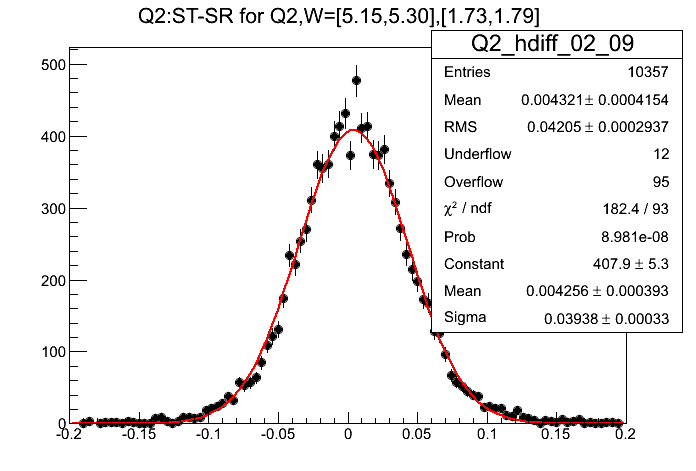 Q2:ST-SR for Q2,W=[5.15,5.30],[1.73,1.79]
Q2_hdiff_02_09
Entries 10357
Mean 0.004321± 0.0004154
RMS 0.04205± 0.0002937
Underflow 12
Overflow 95
χ² / ndf 182.4 / 93
Prob 8.981e-08
Constant 407.9 ± 5.3
Mean 0.004256 ± 0.000393
Sigma 0.03938 ± 0.00033
500
400
300
200
100
0
-0.2 -0.15 -0.1 -0.05 0 0.05 0.1 0.15 0.2